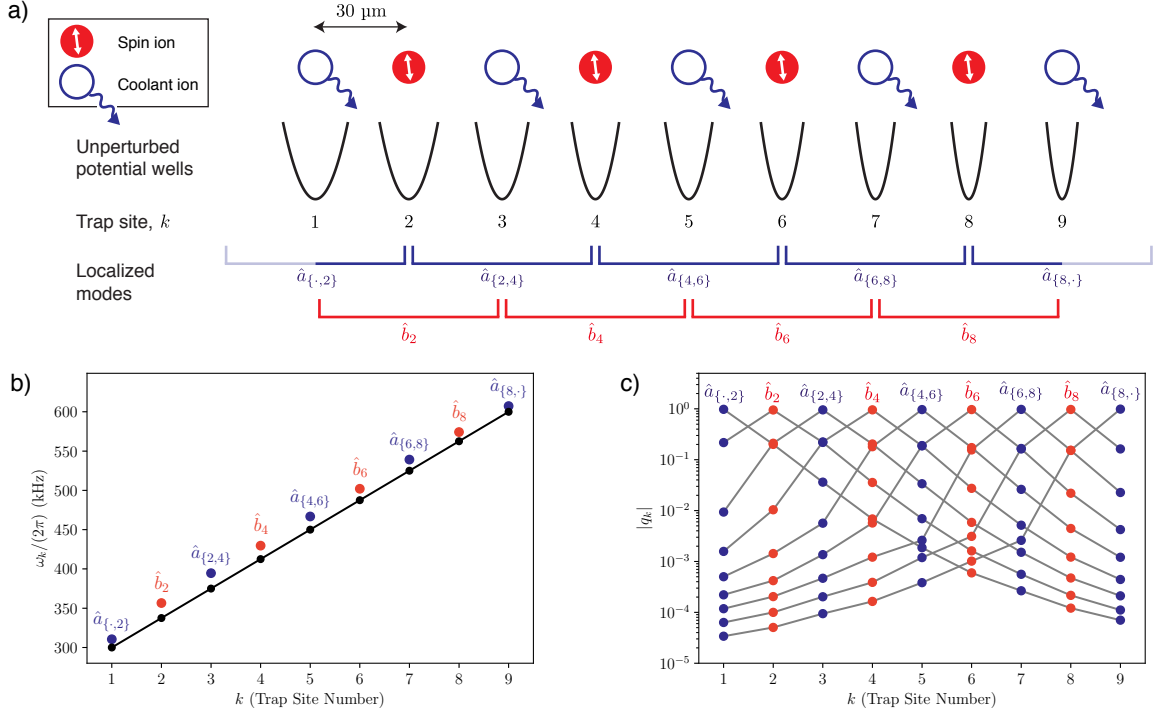 a)
30 µm
Spin ion
Coolant ion
Unperturbed
potential wells
Trap site, k
1 2 3 4 5 6 7 8 9
Localized
modes
â{·,2} â{2,4} â{4,6} â{6,8} â{8,·}
b̂2 b̂4 b̂6 b̂8
b)
ωk/(2π) (kHz)
600
550
500
450
400
350
300
â{·,2}
b̂2
â{2,4}
b̂4
â{4,6}
b̂6
â{6,8}
b̂8
â{8,·}
1 2 3 4 5 6 7 8 9
k (Trap Site Number)
c)
|qk|
â{·,2} b̂2 â{2,4} b̂4 â{4,6} b̂6 â{6,8} b̂8 â{8,·}
10⁰
10⁻¹
10⁻²
10⁻³
10⁻⁴
10⁻⁵
1 2 3 4 5 6 7 8 9
k (Trap Site Number)